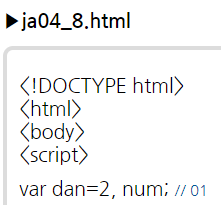 ▶ja04_8.html
<!DOCTYPE html>
<html>
<body>
<script>
var dan=2, num; // 01